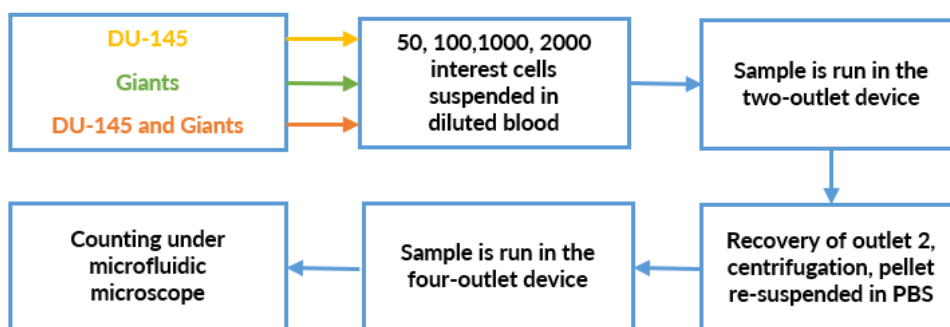 DU-145
Giants
DU-145 and Giants
50, 100,1000, 2000
interest cells
suspended in
diluted blood
Sample is run in the
two-outlet device
Recovery of outlet 2,
centrifugation, pellet
re-suspended in PBS
Sample is run in the
four-outlet device
Counting under
microfluidic
microscope